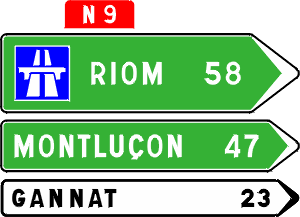 N 9
RIOM 58
MONTLUÇON 47
GANNAT 23